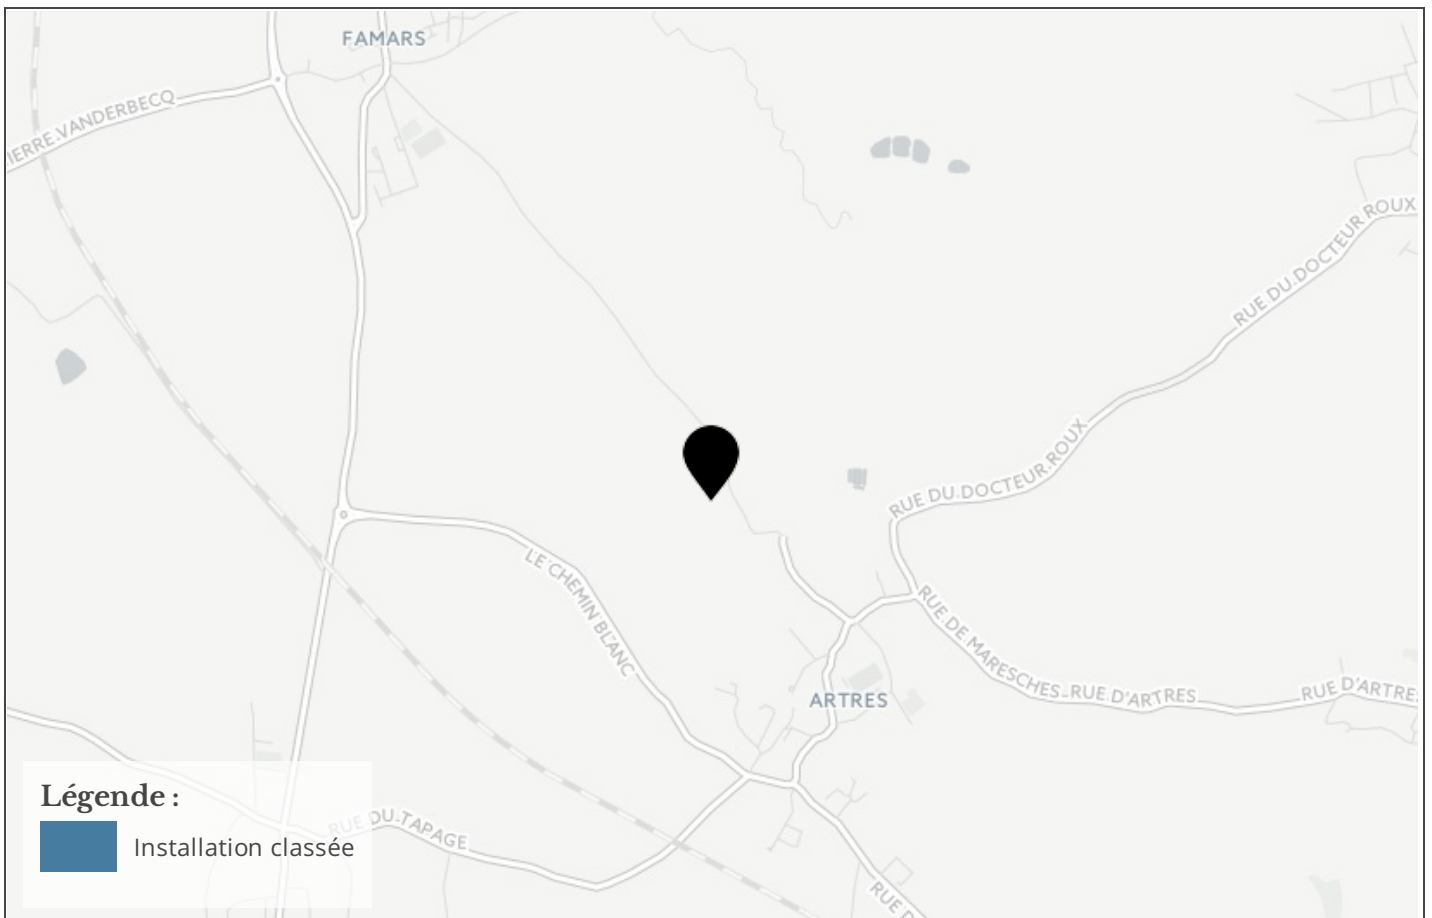 FAMARS
IERRE VANDERBECQ
RUE DU DOCTEUR ROUX
RUE DU DOCTEUR ROUX
LE CHEMIN BLANC
RUE DE MARESCHES
RUE D'ARTRES
RUE D'ARTRE
ARTRES
Légende :
Installation classée
RUE DU TAPAGE
RUE D